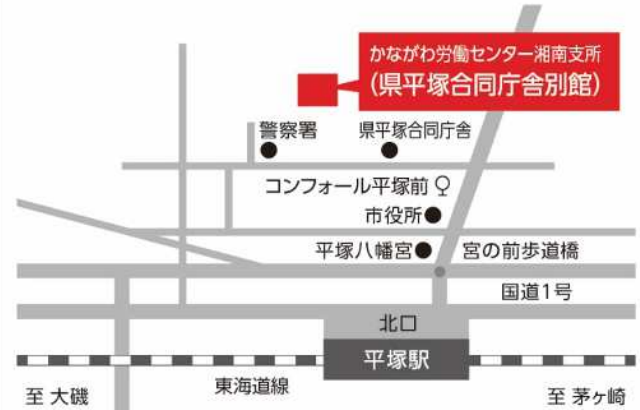 かながわ労働センター湘南支所
(県平塚合同庁舎別館)
警察署
県平塚合同庁舎
コンフォール平塚前
市役所
平塚八幡宮
宮の前歩道橋
国道1号
北口
平塚駅
至 大磯
東海道線
至 茅ヶ崎